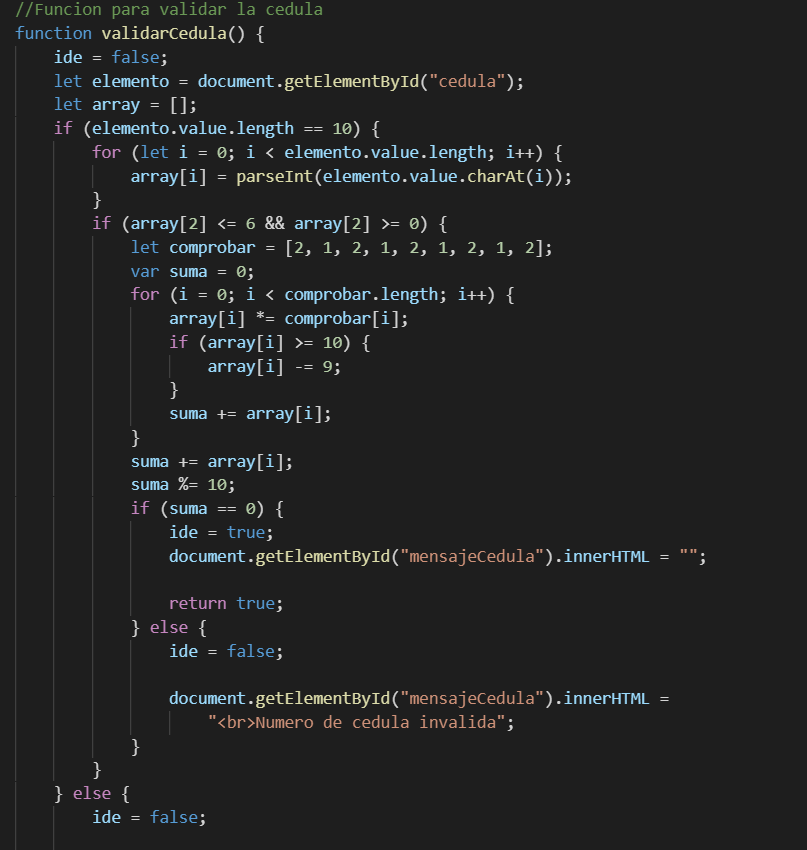 //Funcion para validar la cedula
function validarCedula() {
    ide = false;
    let elemento = document.getElementById("cedula");
    let array = [];
    if (elemento.value.length == 10) {
        for (let i = 0; i < elemento.value.length; i++) {
            array[i] = parseInt(elemento.value.charAt(i));
        }
        if (array[2] <= 6 && array[2] >= 0) {
            let comprobar = [2, 1, 2, 1, 2, 1, 2, 1, 2];
            var suma = 0;
            for (i = 0; i < comprobar.length; i++) {
                array[i] *= comprobar[i];
                if (array[i] >= 10) {
                    array[i] -= 9;
                }
                suma += array[i];
            }
            suma += array[i];
            suma %= 10;
            if (suma == 0) {
                ide = true;
                document.getElementById("mensajeCedula").innerHTML = "";

                return true;
            } else {
                ide = false;

                document.getElementById("mensajeCedula").innerHTML =
                    "<br>Numero de cedula invalida";
            }
        }
    } else {
        ide = false;